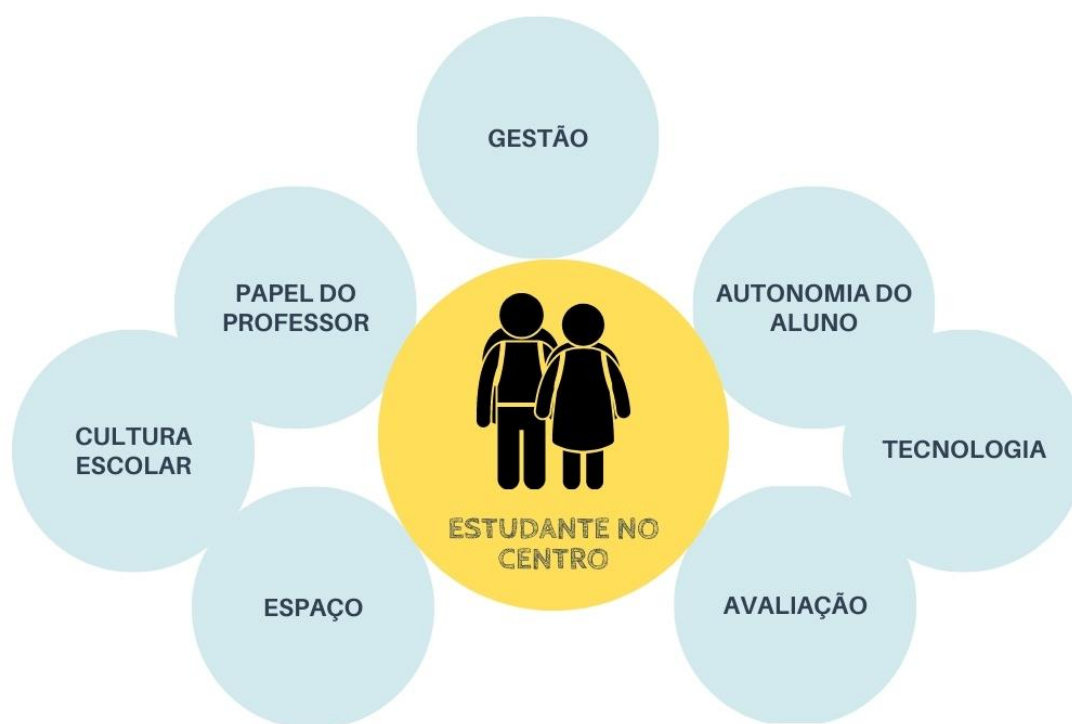 GESTÃO
PAPEL DO
PROFESSOR
AUTONOMIA DO
ALUNO
CULTURA
ESCOLAR
TECNOLOGIA
ESTUDANTE NO
CENTRO
ESPAÇO
AVALIAÇÃO